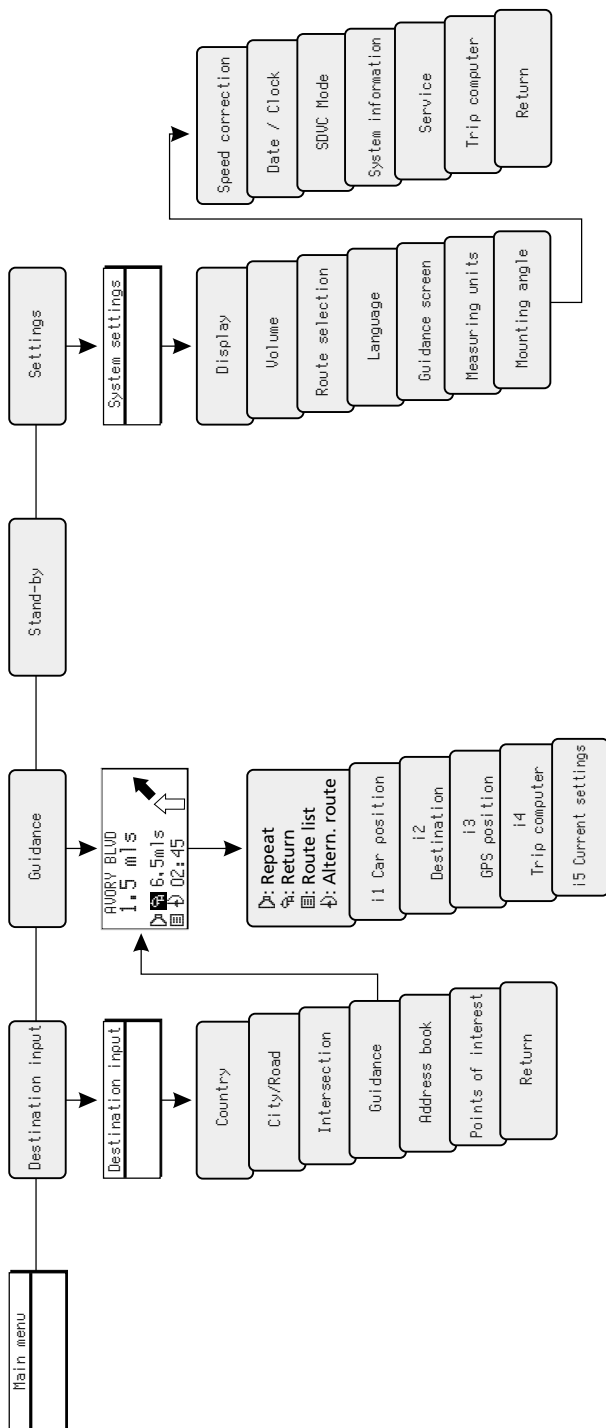 Main menu
Destination input
Guidance
Stand-by
Settings
Destination input
Country
City/Road
Intersection
Guidance
Address book
Points of interest
Return
AVORY BLVD
1.5 mls
6.5mls
02:45
: Repeat
: Return
: Route list
: Altern. route
i1 Car position
i2
Destination
i3
GPS position
i4
Trip computer
i5 Current settings
System settings
Display
Volume
Route selection
Language
Guidance screen
Measuring units
Mounting angle
Speed correction
Date / Clock
SDVC Mode
System information
Service
Trip computer
Return